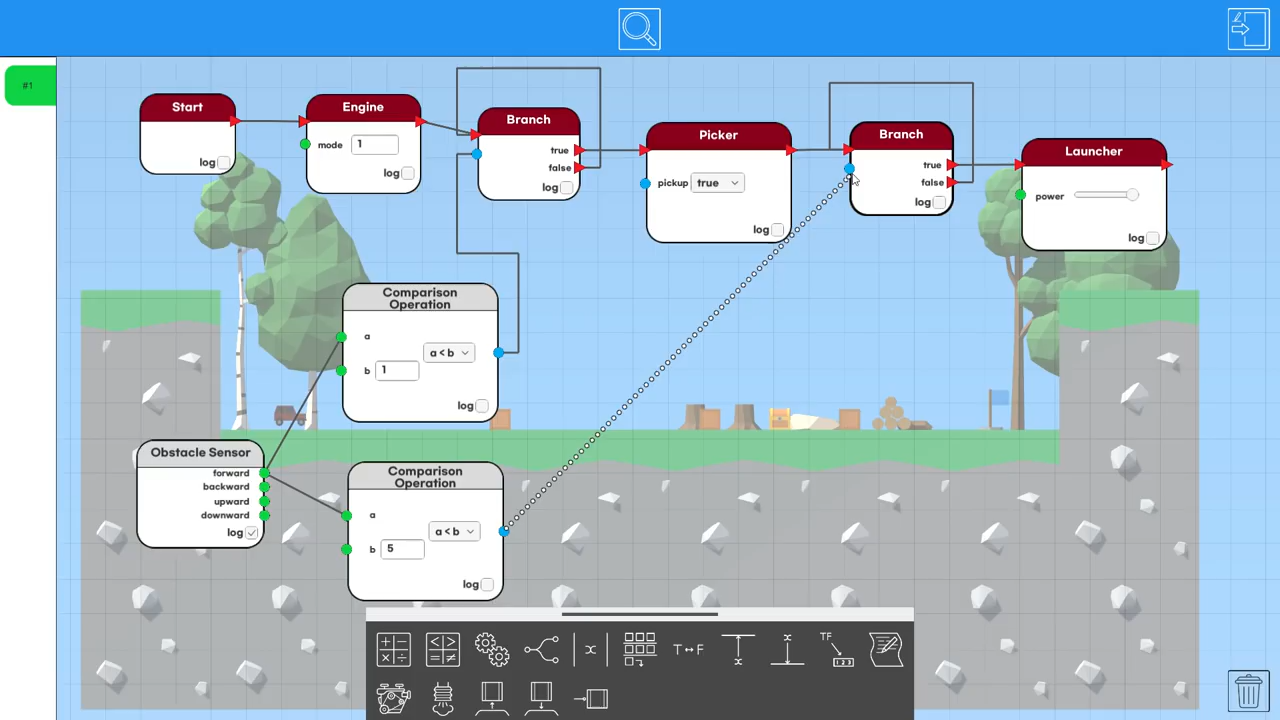 #1
Start
log
Engine
mode 1
log
Branch
true
false
log
Picker
pickup true
log
Branch
true
false
log
Launcher
power
log
Comparison
Operation
a
a < b
b 1
log
Obstacle Sensor
forward
backward
upward
downward
log
Comparison
Operation
a
a < b
b 5
log
x
T↔F
x
x
TF
123